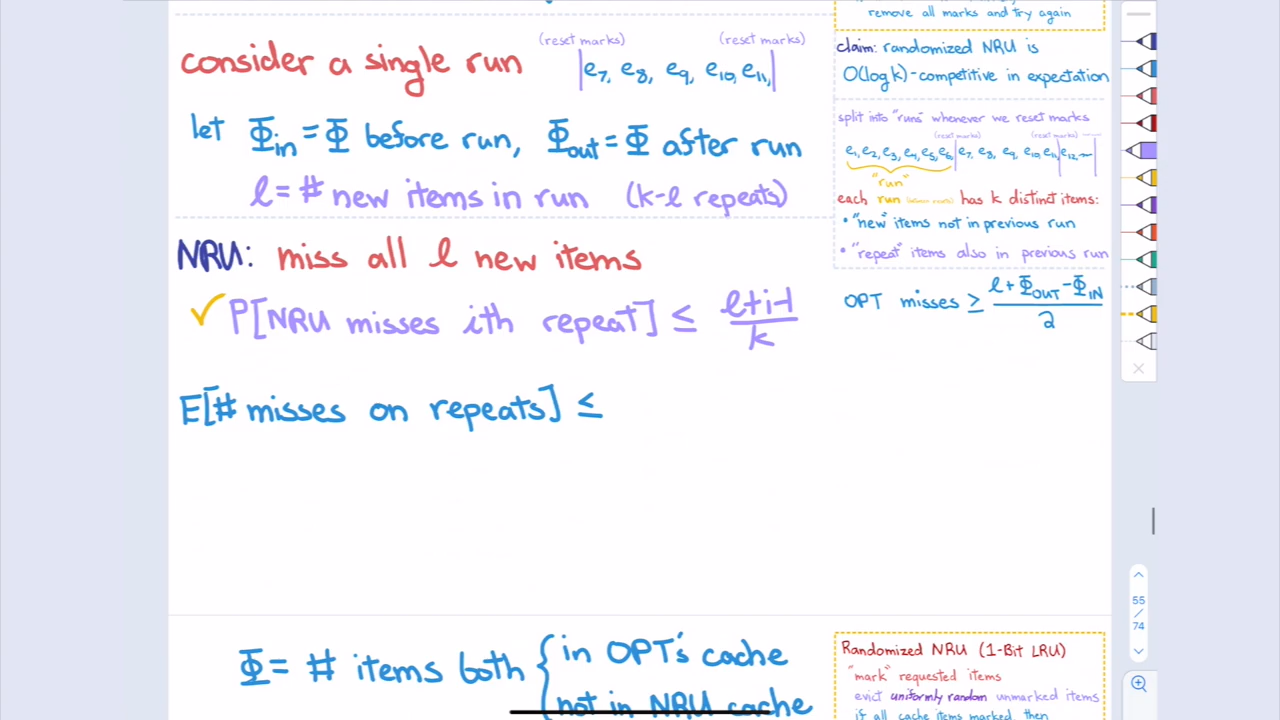 remove all marks and try again
consider a single run
(reset marks) (reset marks)
|e7, e8, e9, e10, e11,|
let Φin = Φ before run, Φout = Φ after run
l = # new items in run (k-l repeats)
NRU: miss all l new items
✓ P[NRU misses ith repeat] ≤ (l+i-1)/k
E[# misses on repeats] ≤
claim: randomized NRU is
O(log k)-competitive in expectation
split into "runs" whenever we reset marks
(reset marks) (reset marks)
e1, e2, e3, e4, e5, e6,|e7, e8, e9, e10, e11,|e12 ~|
"run"
each run has k distinct items:
• "new" items not in previous run
• "repeat" items also in previous run
OPT misses ≥ (l + ΦOUT - ΦIN)/2
55
/
74
Φ = # items both { in OPT's cache
not in NRU cache
Randomized NRU (1-Bit LRU)
"mark" requested items
evict uniformly random unmarked items
if all cache items marked then